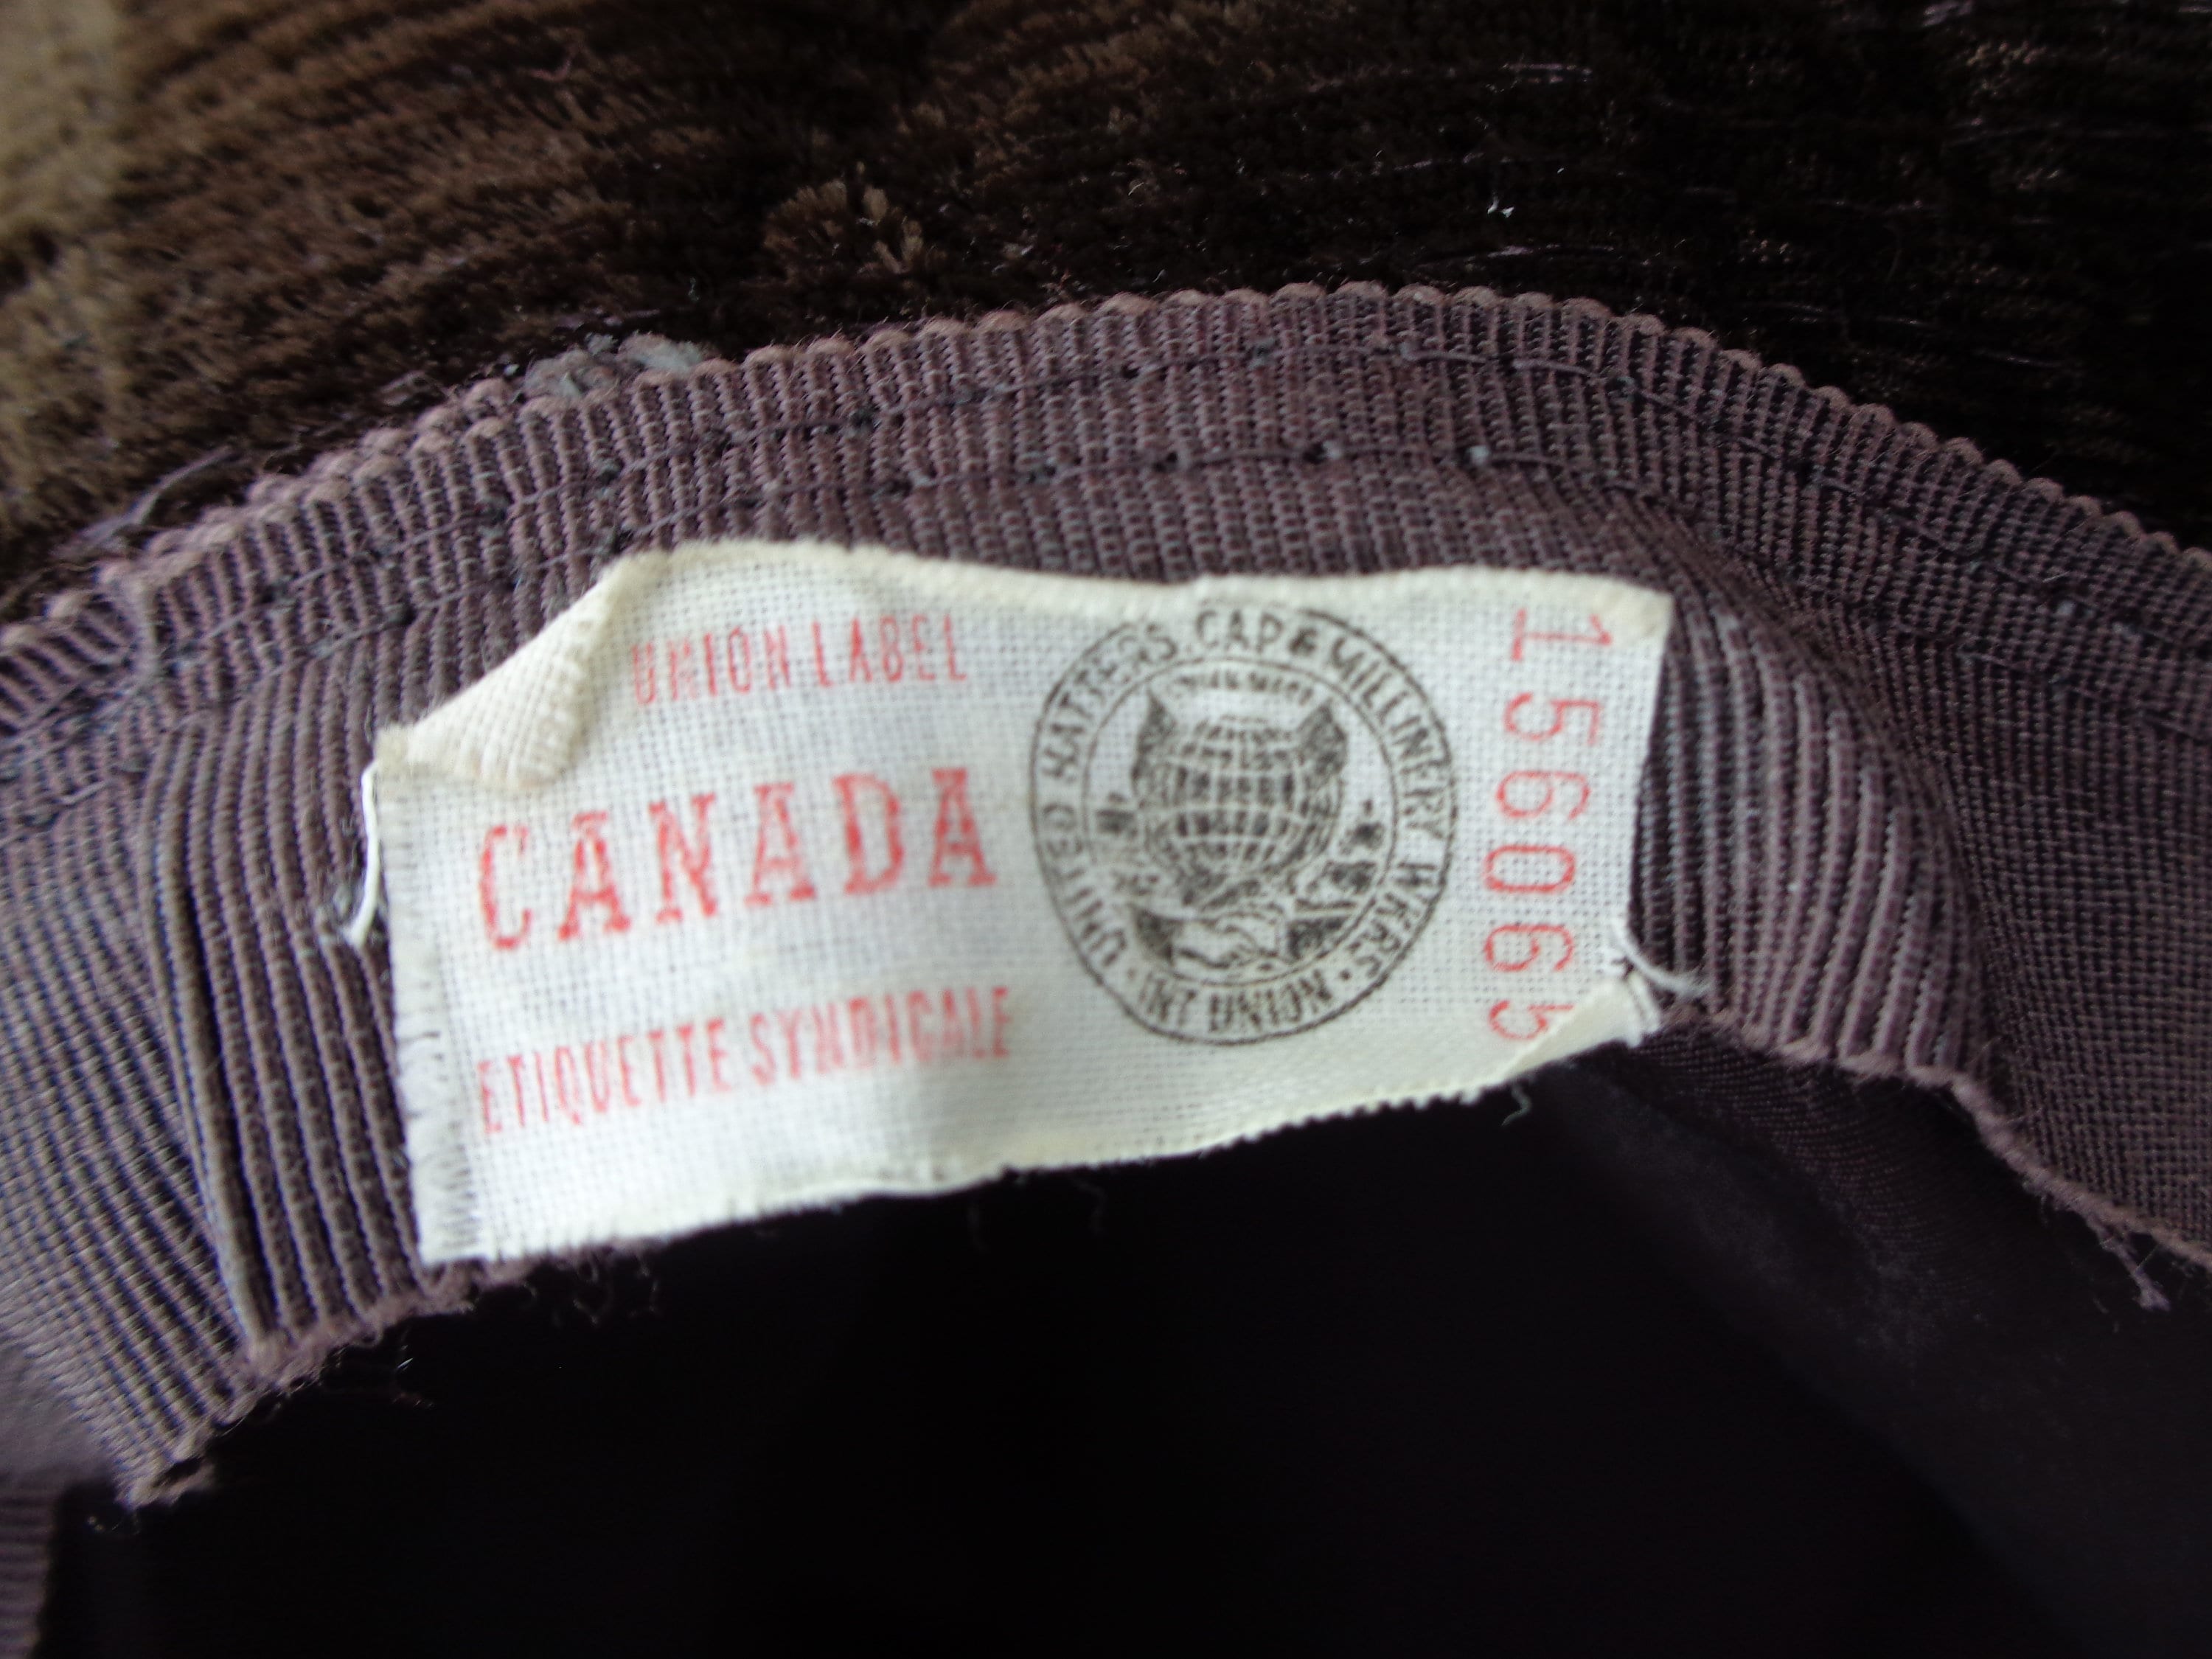 UNION LABEL
CANADA
ETIQUETTE SYNDICALE
UNITED HATTERS CAP & MILLINERY WKRS · INT UNION ·
156065